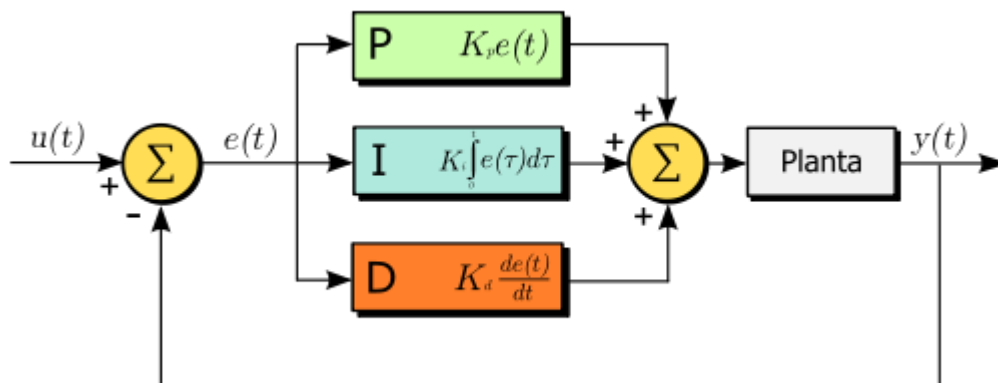 P K_p e(t)
u(t) Σ e(t)
+
-
I K_i ∫_0^t e(τ)dτ
D K_d de(t)/dt
+
+
+
Σ
Planta
y(t)